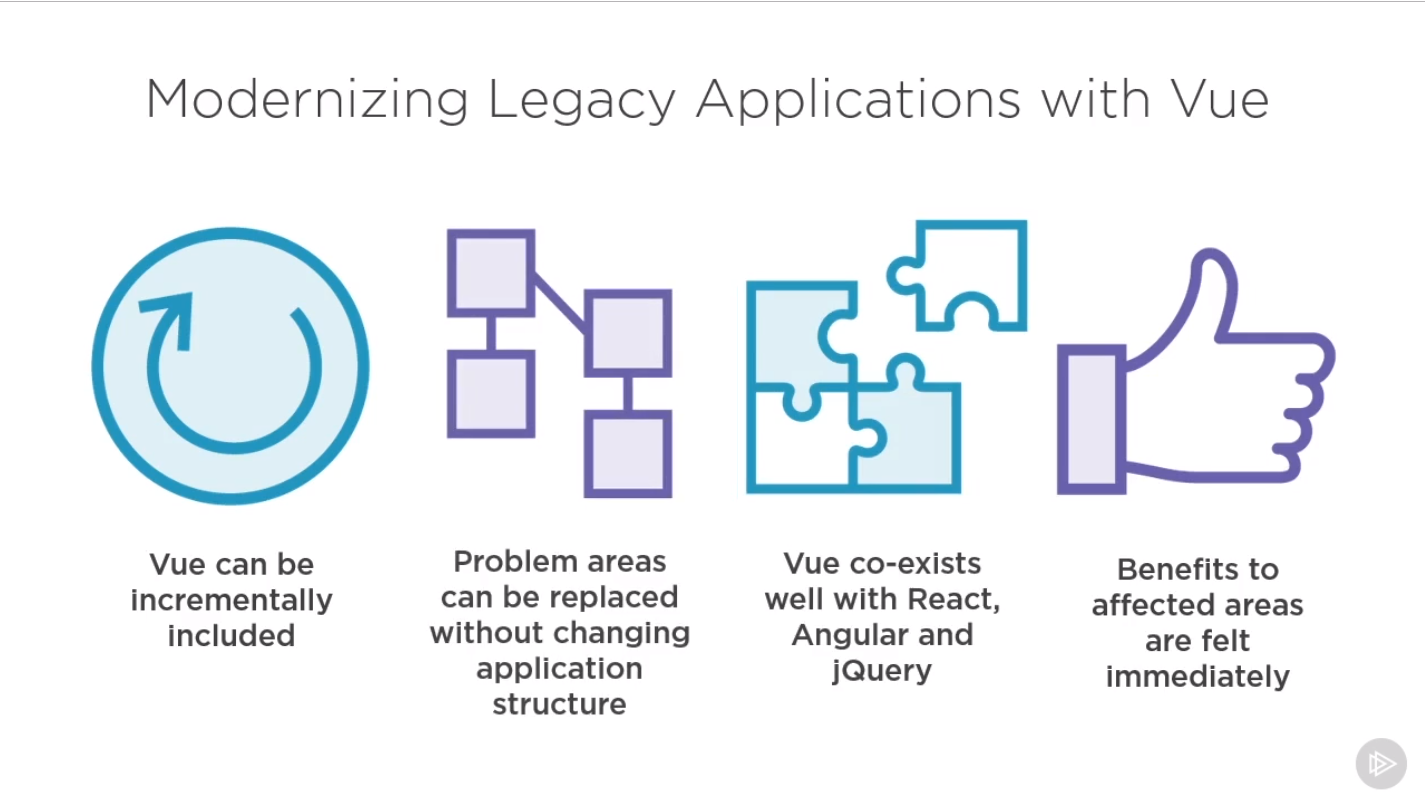 Modernizing Legacy Applications with Vue
Vue can be
incrementally
included
Problem areas
can be replaced
without changing
application
structure
Vue co-exists
well with React,
Angular and
jQuery
Benefits to
affected areas
are felt
immediately